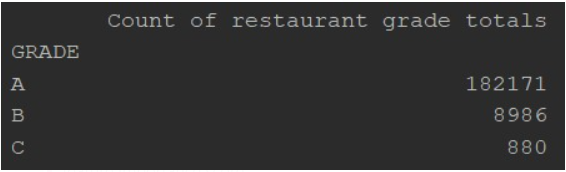 Count of restaurant grade totals
GRADE
A 182171
B 8986
C 880